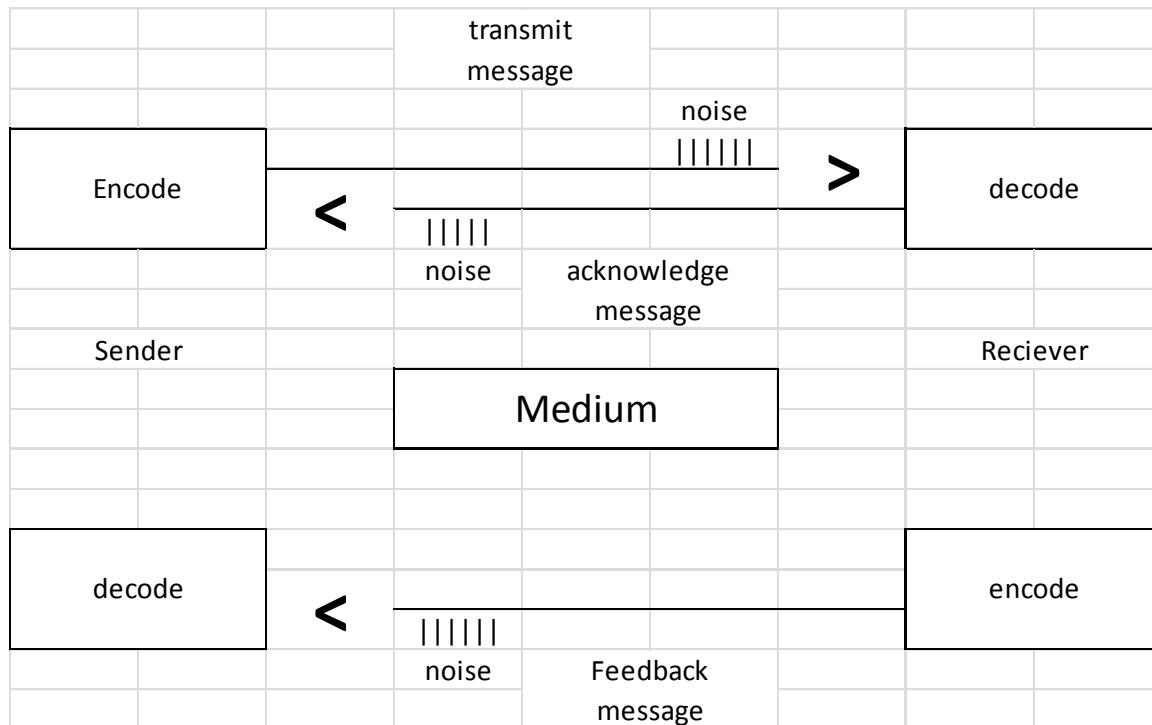 transmit
message
noise
||||||
Encode
>
decode
<
|||||
noise
acknowledge
message
Sender
Reciever
Medium
decode
<
encode
||||||
noise
Feedback
message